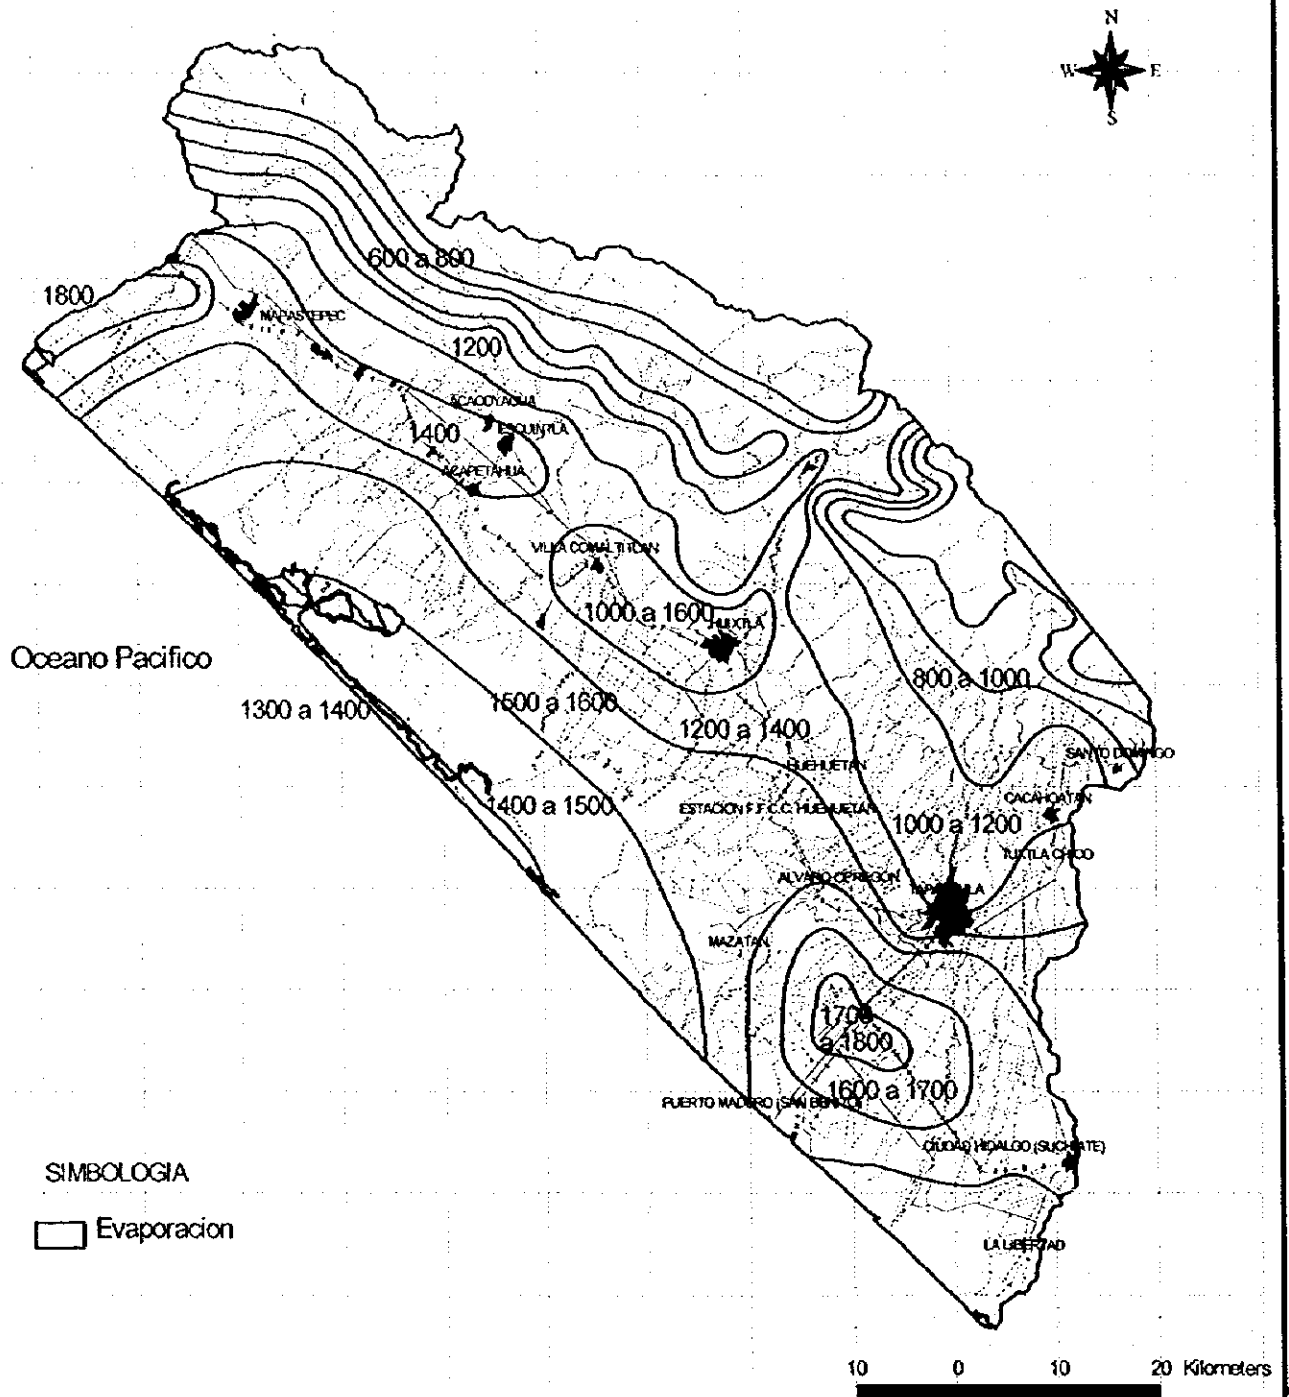 N
W E
S
600 a 800
1800
MAPASTEPEC
1200
ACACOYAGUA
1400
ESCUINTLA
ACAPETAHUA
VILLA COMALTITLAN
1000 a 1600
HUIXTLA
Oceano Pacifico
800 a 1000
1500 a 1600
1300 a 1400
1200 a 1400
SANTO DOMINGO
HUEHUETAN
CACAHOATAN
1400 a 1500
ESTACION F.F.C.C. HUEHUETAN
1000 a 1200
TUXTLA CHICO
ALVARO OBREGON
TAPACHULA
MAZATAN
1700
a 1800
1600 a 1700
PUERTO MADERO (SAN BENITO)
CIUDAD HIDALGO (SUCHIATE)
SIMBOLOGIA
Evaporacion
LA LIBERTAD
10 0 10 20 Kilometers